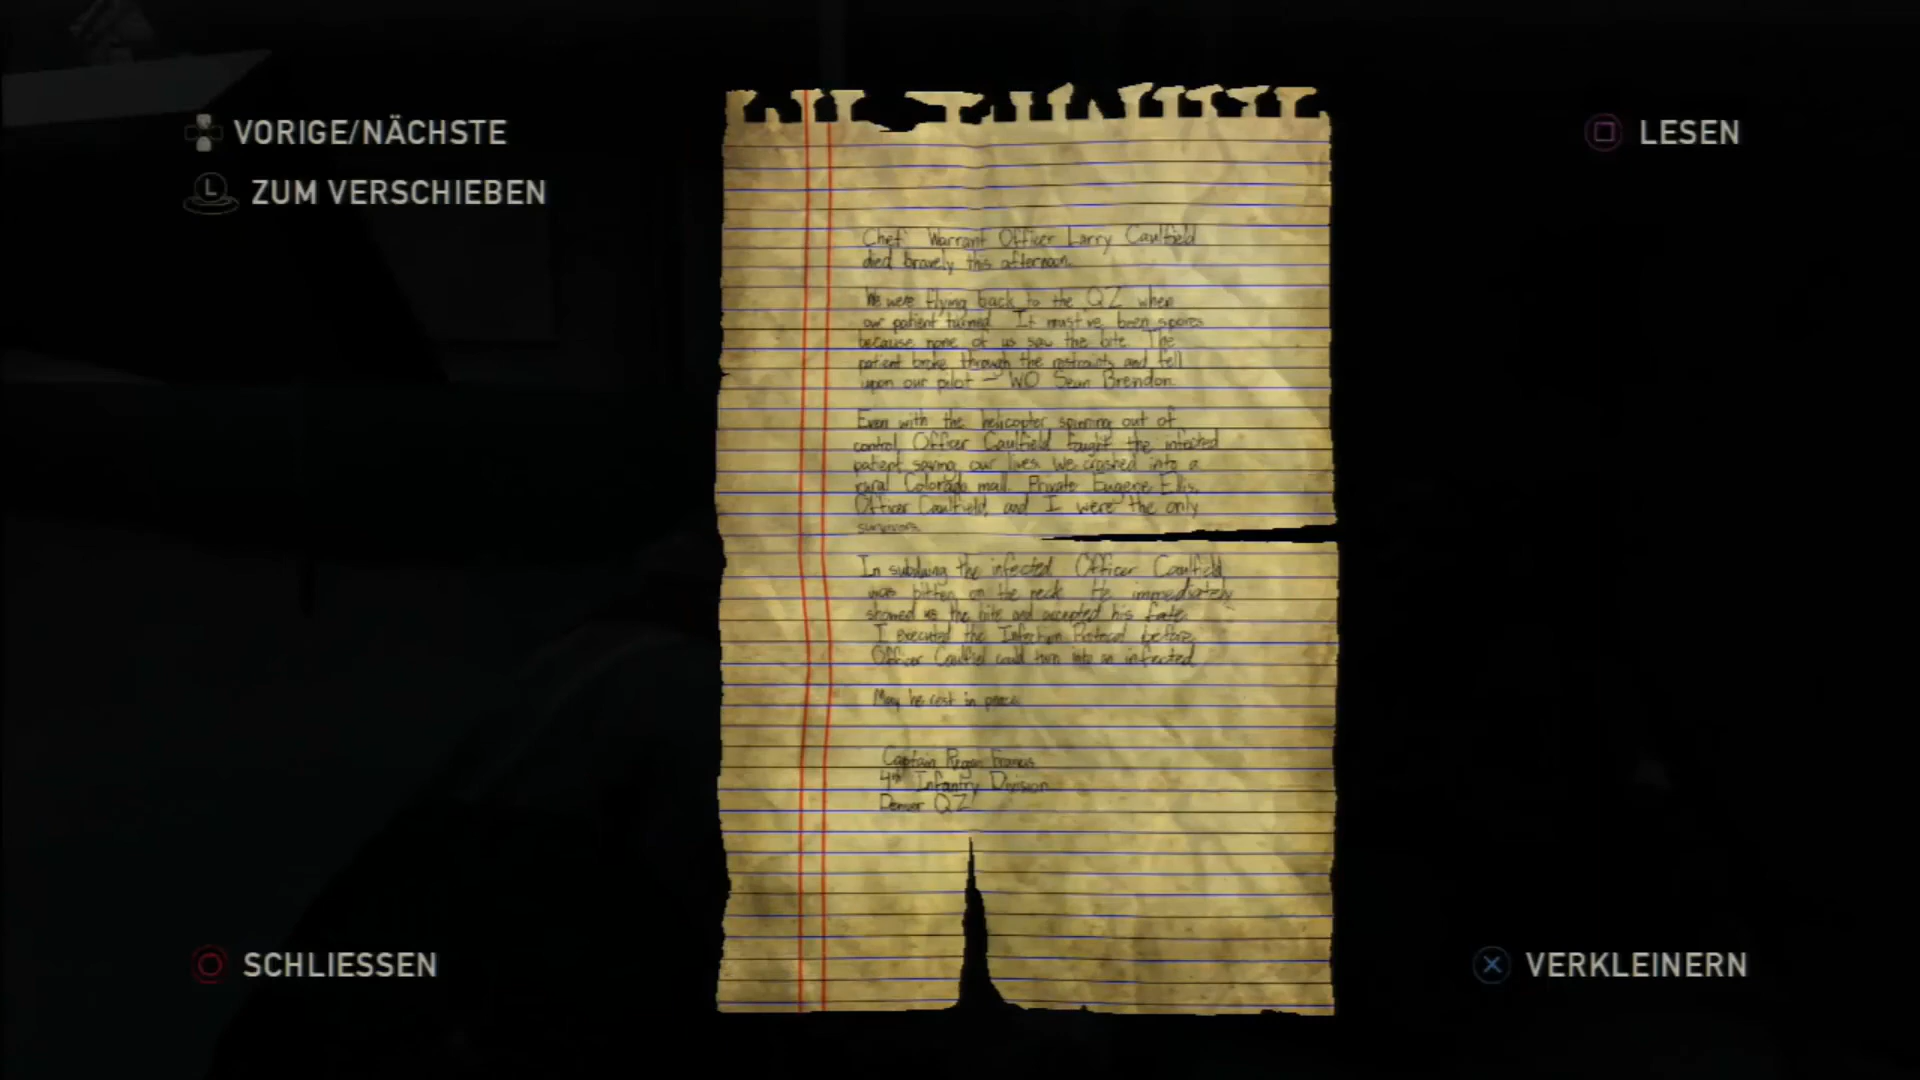 VORIGE/NÄCHSTE
L ZUM VERSCHIEBEN
LESEN
Chef Warrant Officer Larry Caulfield
died bravely this afternoon.
We were flying back to the QZ when
our patient turned. It must've been spores
because none of us saw the bite. The
patient broke through the restraints and fell
upon our pilot - WO Sean Brendon.
Even with the helicopter spinning out of
control, Officer Caulfield fought the infected
patient saving our lives. We crashed into a
rural Colorado mall. Private Eugene Ellis,
Officer Caulfield, and I were the only
survivors.
In subduing the infected Officer Caulfield
was bitten on the neck. He immediately
showed us the bite and accepted his fate.
I executed the Infection Protocol before
Officer Caulfiel could turn into an infected.
May he rest in peace.
Captain Regan Francis
4th Infantry Division
Denver QZ
SCHLIESSEN
VERKLEINERN